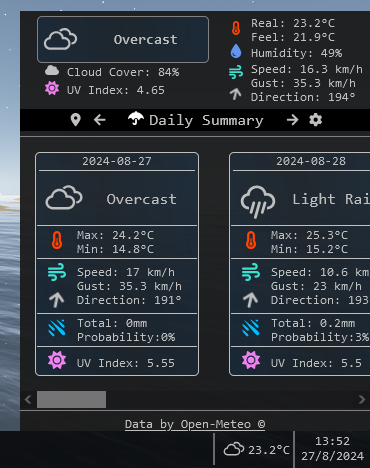 Overcast
Cloud Cover: 84%
UV Index: 4.65
Real: 23.2°C
Feel: 21.9°C
Humidity: 49%
Speed: 16.3 km/h
Gust: 35.3 km/h
Direction: 194°
Daily Summary
2024-08-27
Overcast
Max: 24.2°C
Min: 14.8°C
Speed: 17 km/h
Gust: 35.3 km/h
Direction: 191°
Total: 0mm
Probability:0%
UV Index: 5.55
2024-08-28
Light Rai
Max: 25.3°C
Min: 15.2°C
Speed: 10.6 km
Gust: 23 km/h
Direction: 193
Total: 0.2mm
Probability:3%
UV Index: 5.5
Data by Open-Meteo ©
23.2°C
13:52
27/8/2024